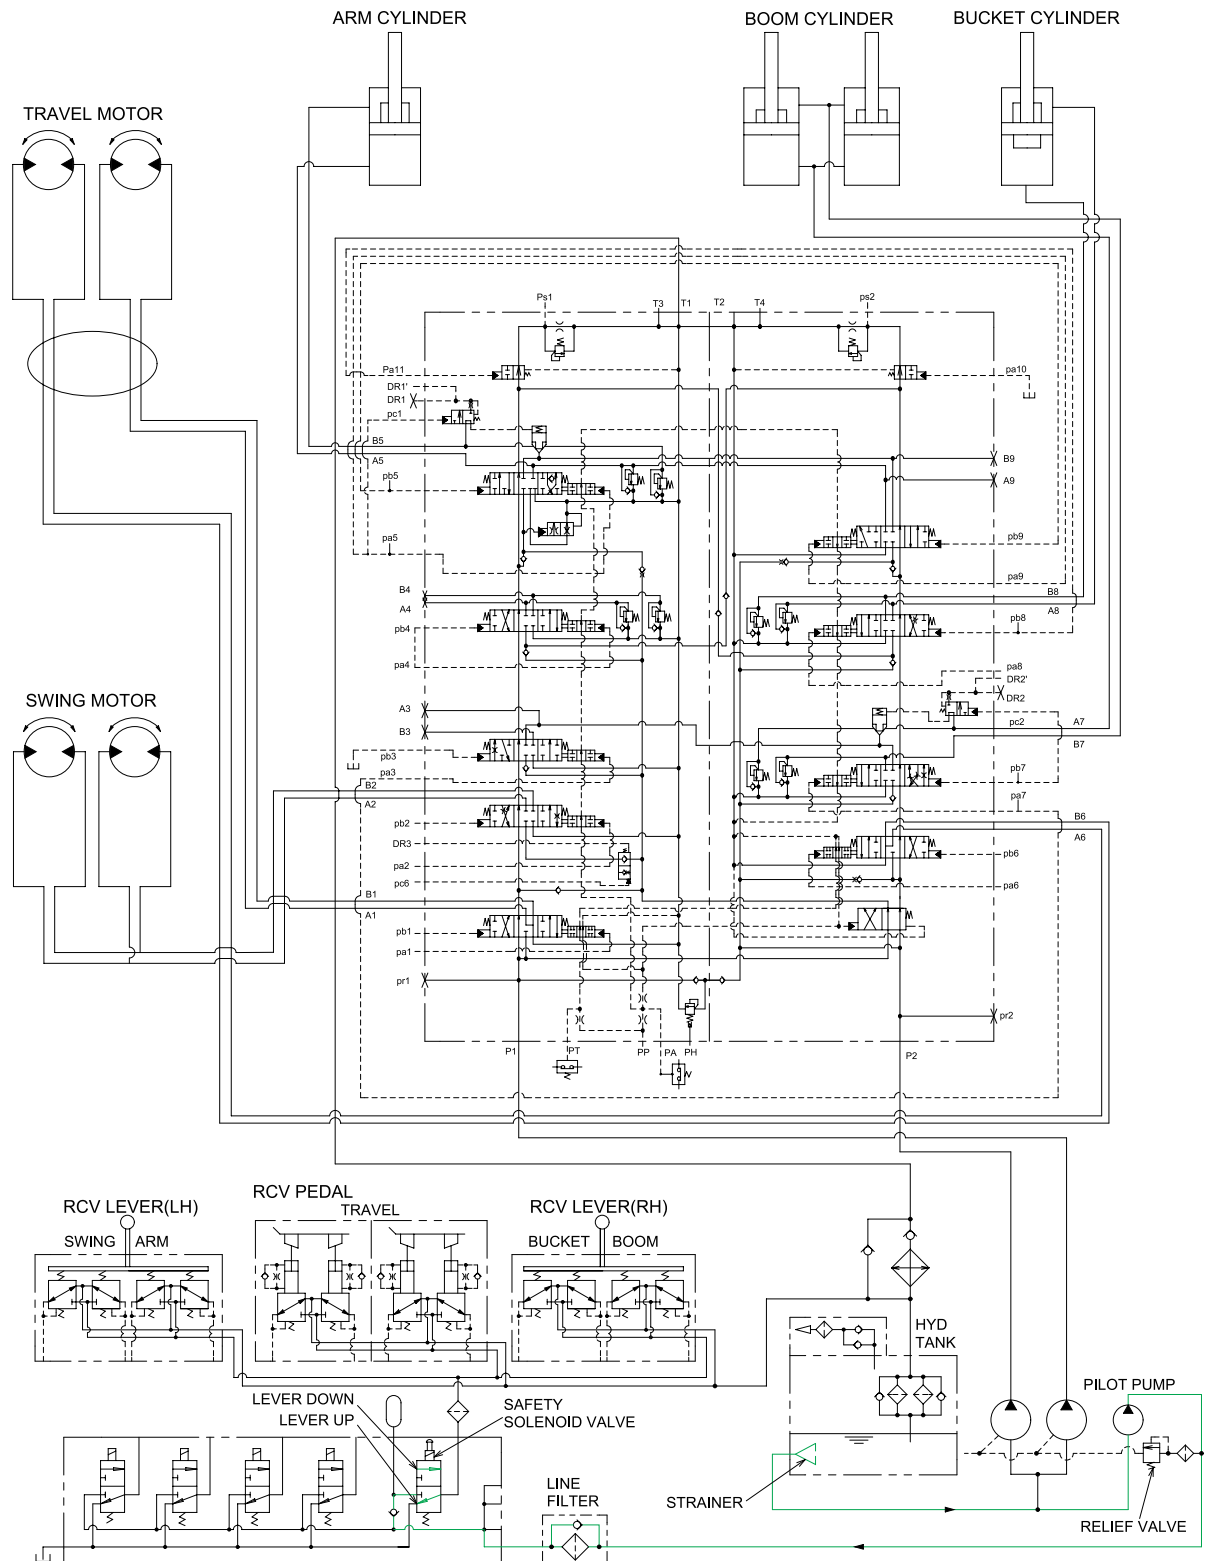 ARM CYLINDER
BOOM CYLINDER
BUCKET CYLINDER
TRAVEL MOTOR
Ps1
T3
T1
T2
T4
ps2
Pa11
pa10
DR1'
DR1
pc1
B5
A5
B9
A9
pb5
pa5
pb9
pa9
B4
A4
B8
A8
pb4
pb8
pa4
pa8
DR2'
DR2
SWING MOTOR
A3
B3
pc2
A7
B7
pb3
pa3
pb7
B2
A2
pa7
pb2
B6
A6
DR3
pa2
pb6
pc6
pa6
B1
A1
pb1
pa1
pr1
pr2
P1
PT
PP
PA
PH
P2
RCV LEVER(LH)
RCV PEDAL
RCV LEVER(RH)
SWING
ARM
TRAVEL
BUCKET
BOOM
HYD
TANK
LEVER DOWN
LEVER UP
SAFETY
SOLENOID VALVE
PILOT PUMP
LINE
FILTER
STRAINER
RELIEF VALVE